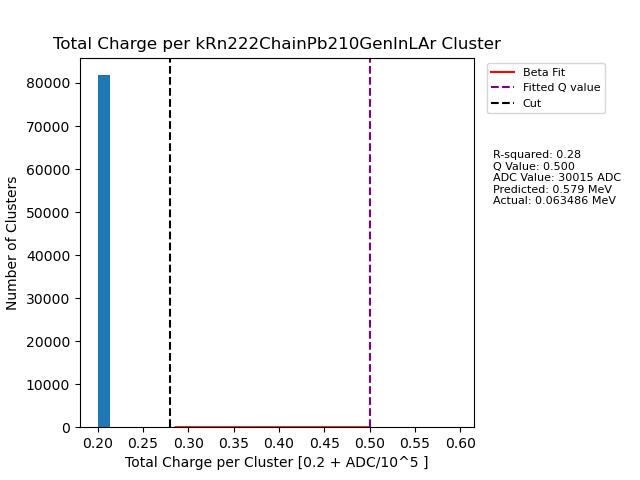 Total Charge per kRn222ChainPb210GenInLAr Cluster
Number of Clusters
80000
70000
60000
50000
40000
30000
20000
10000
0
0.20 0.25 0.30 0.35 0.40 0.45 0.50 0.55 0.60
Total Charge per Cluster [0.2 + ADC/10^5 ]
Beta Fit
Fitted Q value
Cut
R-squared: 0.28
Q Value: 0.500
ADC Value: 30015 ADC
Predicted: 0.579 MeV
Actual: 0.063486 MeV